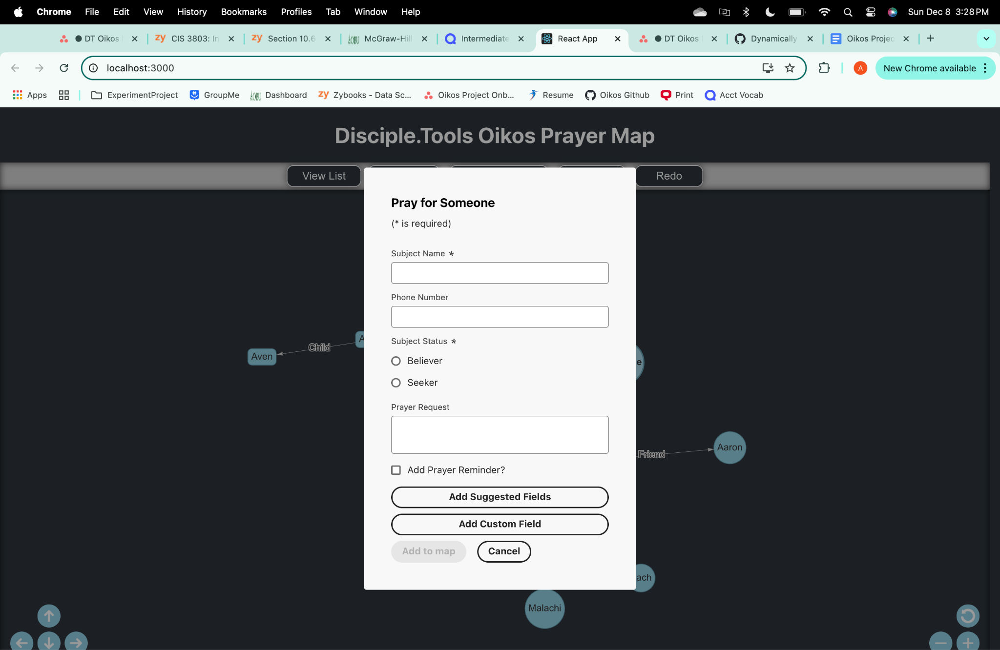 Chrome File Edit View History Bookmarks Profiles Tab Window Help Sun Dec 8 3:28 PM
DT Oikos CIS 3803: In Section 10.6 McGraw-Hill Intermediate React App DT Oikos Dynamically Oikos Projec
localhost:3000 A New Chrome available
Apps ExperimentProject GroupMe OBU Dashboard zy Zybooks - Data Sc... Oikos Project Onb... Resume Oikos Github Print Acct Vocab
Disciple.Tools Oikos Prayer Map
View List Redo
Pray for Someone
(* is required)
Subject Name *
Phone Number
Subject Status *
Child
Aven
Believer
Seeker
Prayer Request
Friend
Aaron
Add Prayer Reminder?
Add Suggested Fields
Add Custom Field
Add to map Cancel
ach
Malachi